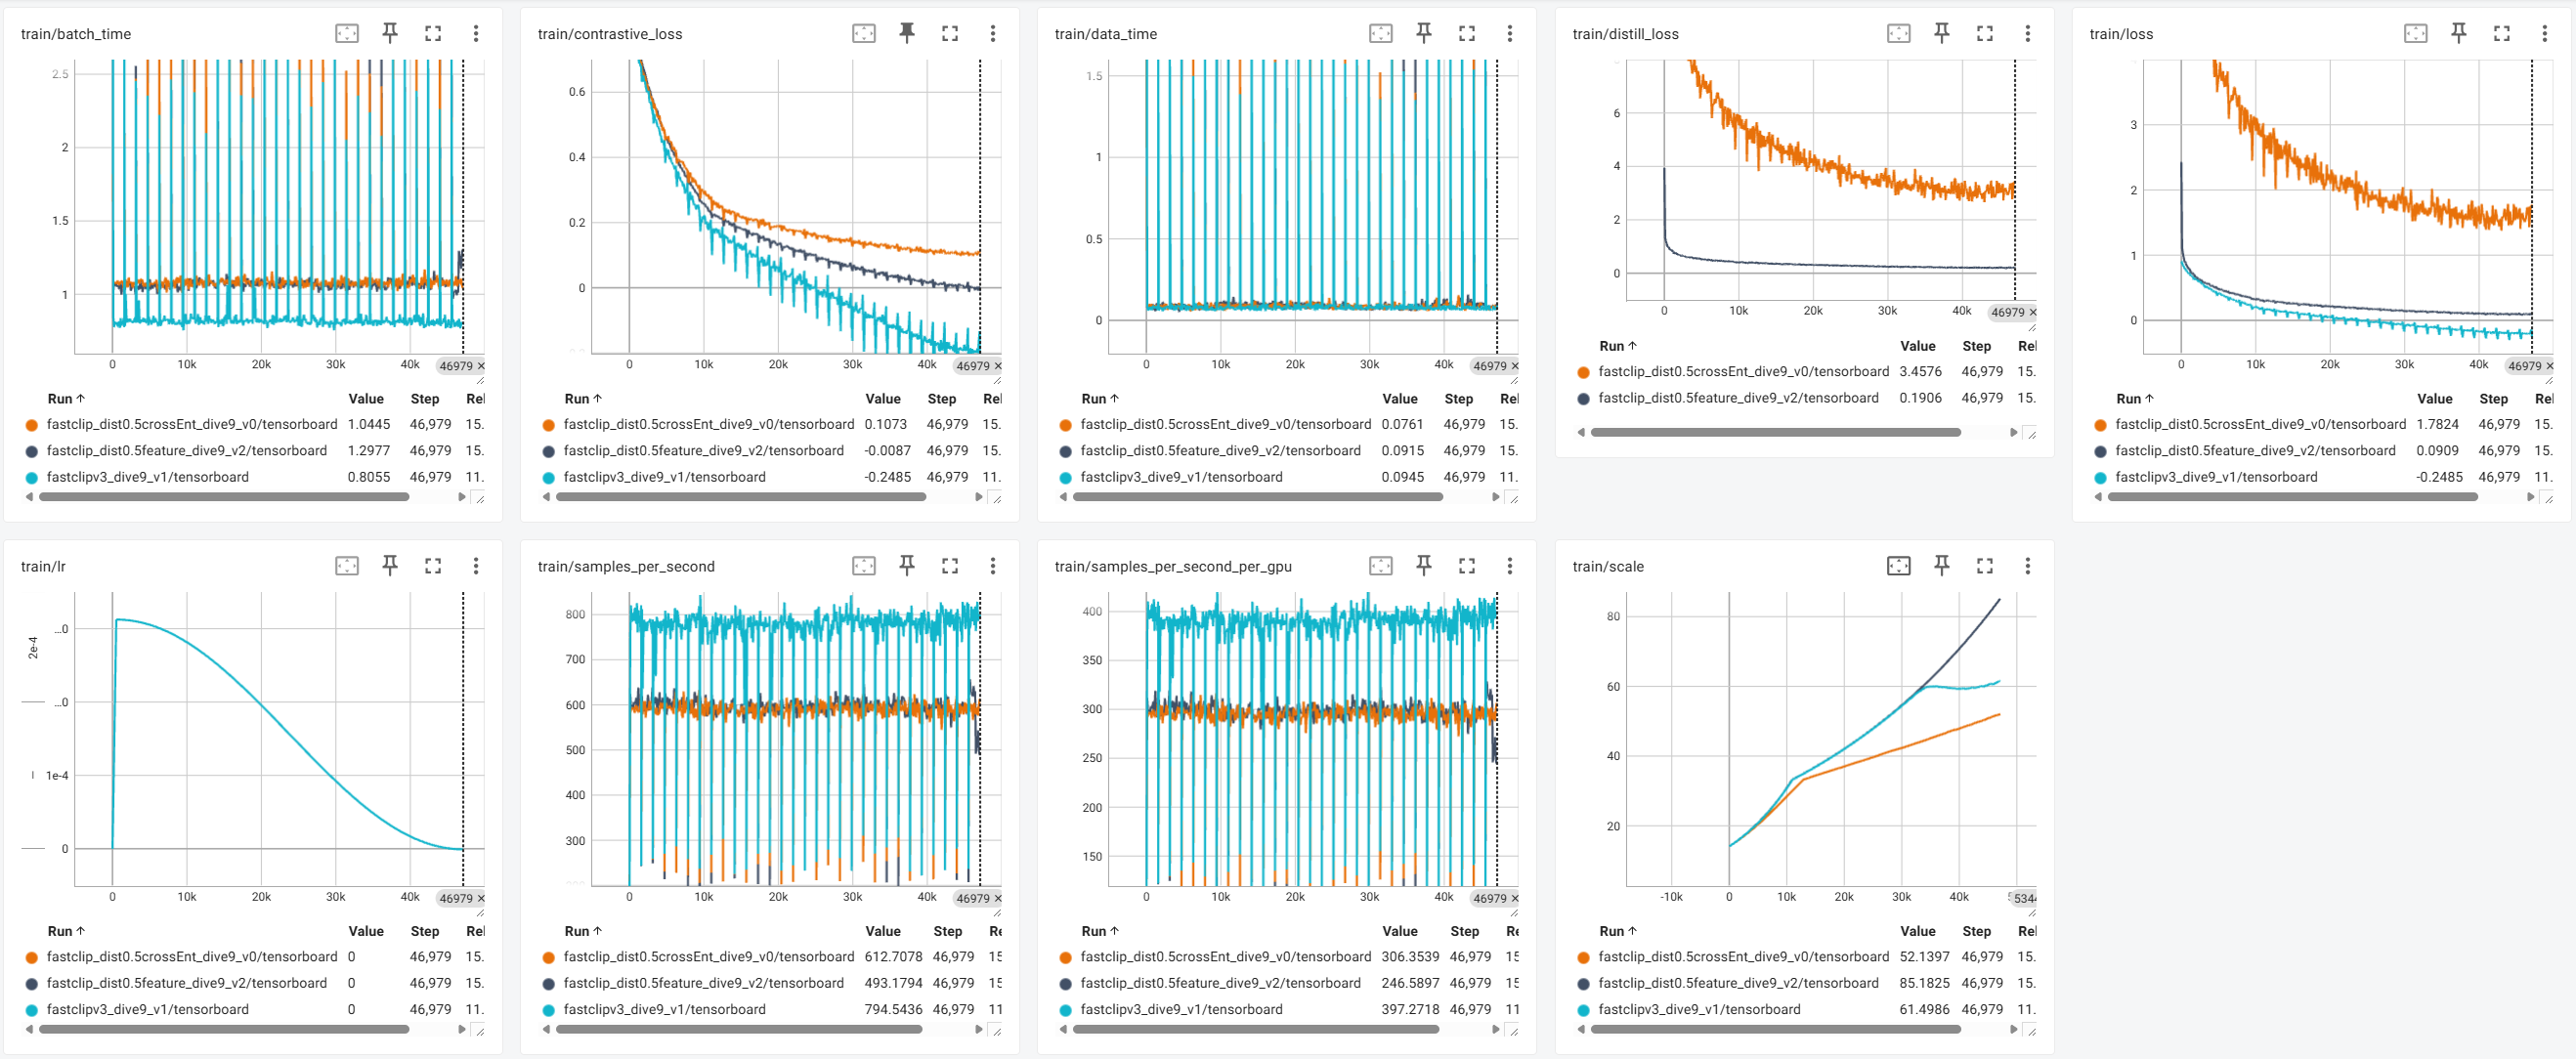 train/batch_time
2.5
2
1.5
1
0 10k 20k 30k 40k 46979 ×
Run ↑ Value Step Rel
fastclip_dist0.5crossEnt_dive9_v0/tensorboard 1.0445 46,979 15.
fastclip_dist0.5feature_dive9_v2/tensorboard 1.2977 46,979 15.
fastclipv3_dive9_v1/tensorboard 0.8055 46,979 11.
train/contrastive_loss
0.6
0.4
0.2
0
0 10k 20k 30k 40k 46979 ×
Run ↑ Value Step Rel
fastclip_dist0.5crossEnt_dive9_v0/tensorboard 0.1073 46,979 15.
fastclip_dist0.5feature_dive9_v2/tensorboard -0.0087 46,979 15.
fastclipv3_dive9_v1/tensorboard -0.2485 46,979 11.
train/data_time
1.5
1
0.5
0
0 10k 20k 30k 40k 46979 ×
Run ↑ Value Step Rel
fastclip_dist0.5crossEnt_dive9_v0/tensorboard 0.0761 46,979 15.
fastclip_dist0.5feature_dive9_v2/tensorboard 0.0915 46,979 15.
fastclipv3_dive9_v1/tensorboard 0.0945 46,979 11.
train/distill_loss
6
4
2
0
0 10k 20k 30k 40k 46979 ×
Run ↑ Value Step Rel
fastclip_dist0.5crossEnt_dive9_v0/tensorboard 3.4576 46,979 15.
fastclip_dist0.5feature_dive9_v2/tensorboard 0.1906 46,979 15.
train/loss
3
2
1
0
0 10k 20k 30k 40k 46979 ×
Run ↑ Value Step Rel
fastclip_dist0.5crossEnt_dive9_v0/tensorboard 1.7824 46,979 15.
fastclip_dist0.5feature_dive9_v2/tensorboard 0.0909 46,979 15.
fastclipv3_dive9_v1/tensorboard -0.2485 46,979 11.
train/lr
...0
2e-4
...0
1e-4
0
0 10k 20k 30k 40k 46979 ×
Run ↑ Value Step Rel
fastclip_dist0.5crossEnt_dive9_v0/tensorboard 0 46,979 15.
fastclip_dist0.5feature_dive9_v2/tensorboard 0 46,979 15.
fastclipv3_dive9_v1/tensorboard 0 46,979 11.
train/samples_per_second
800
700
600
500
400
300
0 10k 20k 30k 40k 46979 ×
Run ↑ Value Step Re
fastclip_dist0.5crossEnt_dive9_v0/tensorboard 612.7078 46,979 15
fastclip_dist0.5feature_dive9_v2/tensorboard 493.1794 46,979 15
fastclipv3_dive9_v1/tensorboard 794.5436 46,979 11
train/samples_per_second_per_gpu
400
350
300
250
200
150
0 10k 20k 30k 40k 46979 ×
Run ↑ Value Step Re
fastclip_dist0.5crossEnt_dive9_v0/tensorboard 306.3539 46,979 15
fastclip_dist0.5feature_dive9_v2/tensorboard 246.5897 46,979 15
fastclipv3_dive9_v1/tensorboard 397.2718 46,979 11
train/scale
80
60
40
20
-10k 0 10k 20k 30k 40k 534
Run ↑ Value Step Rel
fastclip_dist0.5crossEnt_dive9_v0/tensorboard 52.1397 46,979 15.
fastclip_dist0.5feature_dive9_v2/tensorboard 85.1825 46,979 15.
fastclipv3_dive9_v1/tensorboard 61.4986 46,979 11.